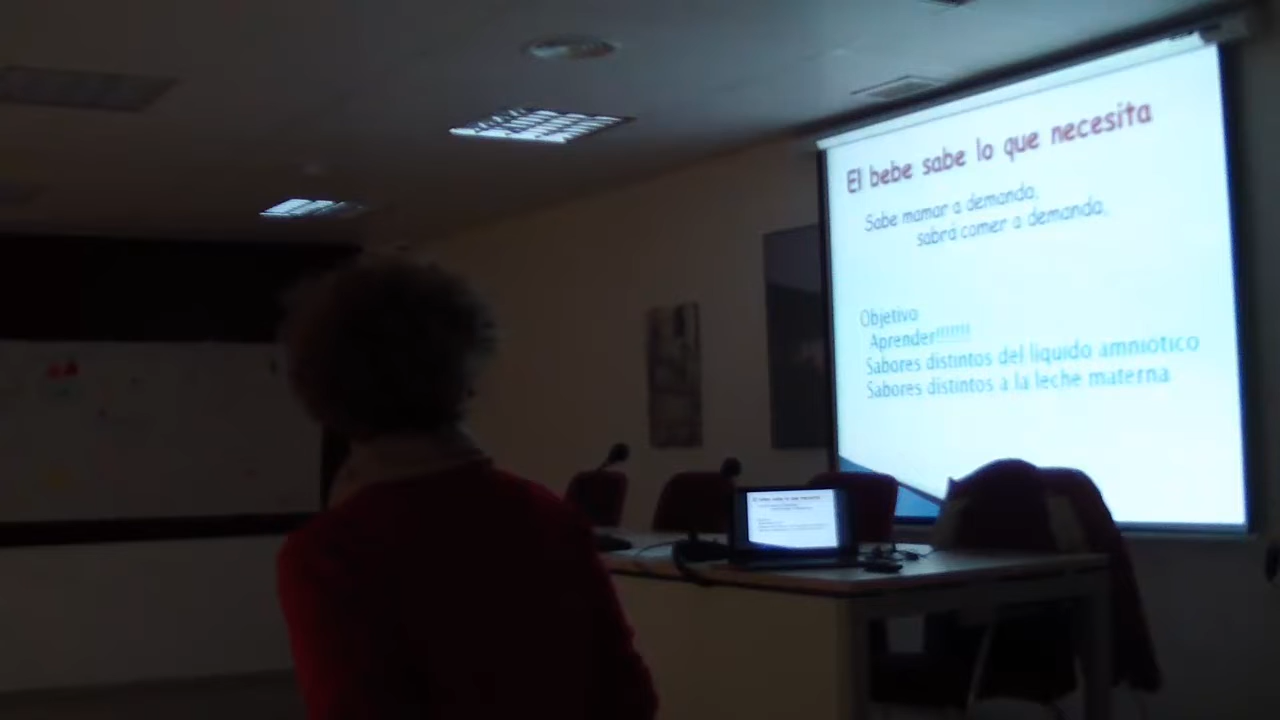 El bebe sabe lo que necesita
Sabe mamar a demanda,
sabrá comer a demanda,
Objetivo
Aprender!!!!!!!
Sabores distintos del liquido amniótico
Sabores distintos a la leche materna